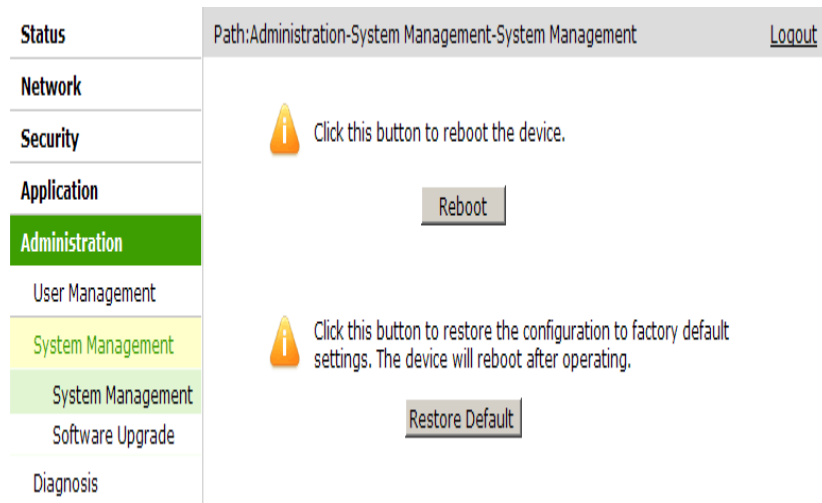 Status
Network
Security
Application
Administration
User Management
System Management
System Management
Software Upgrade
Diagnosis
Path:Administration-System Management-System Management
Logout
Click this button to reboot the device.
Reboot
Click this button to restore the configuration to factory default
settings. The device will reboot after operating.
Restore Default